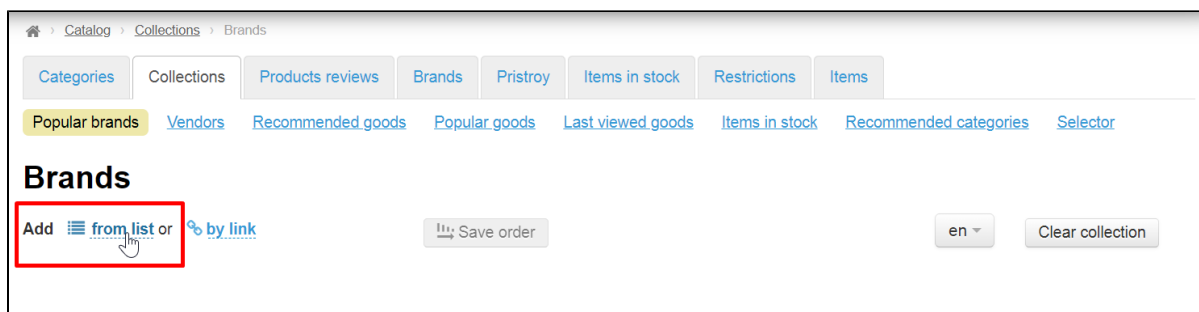 Catalog › Collections › Brands
Categories Collections Products reviews Brands Pristroy Items in stock Restrictions Items
Popular brands Vendors Recommended goods Popular goods Last viewed goods Items in stock Recommended categories Selector
Brands
Add from list or by link Save order en Clear collection